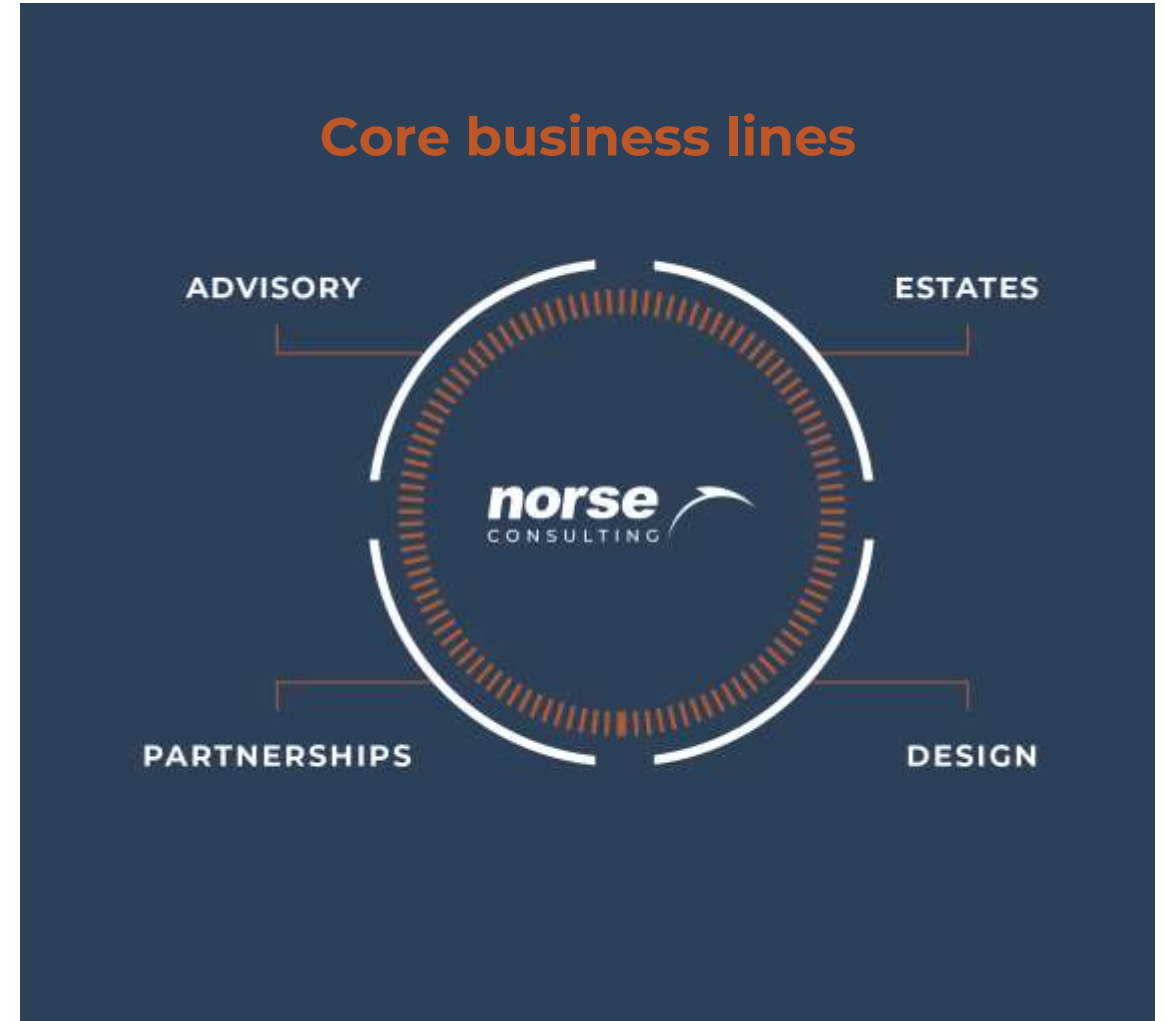 Core business lines
ADVISORY
ESTATES
norse
CONSULTING
PARTNERSHIPS
DESIGN